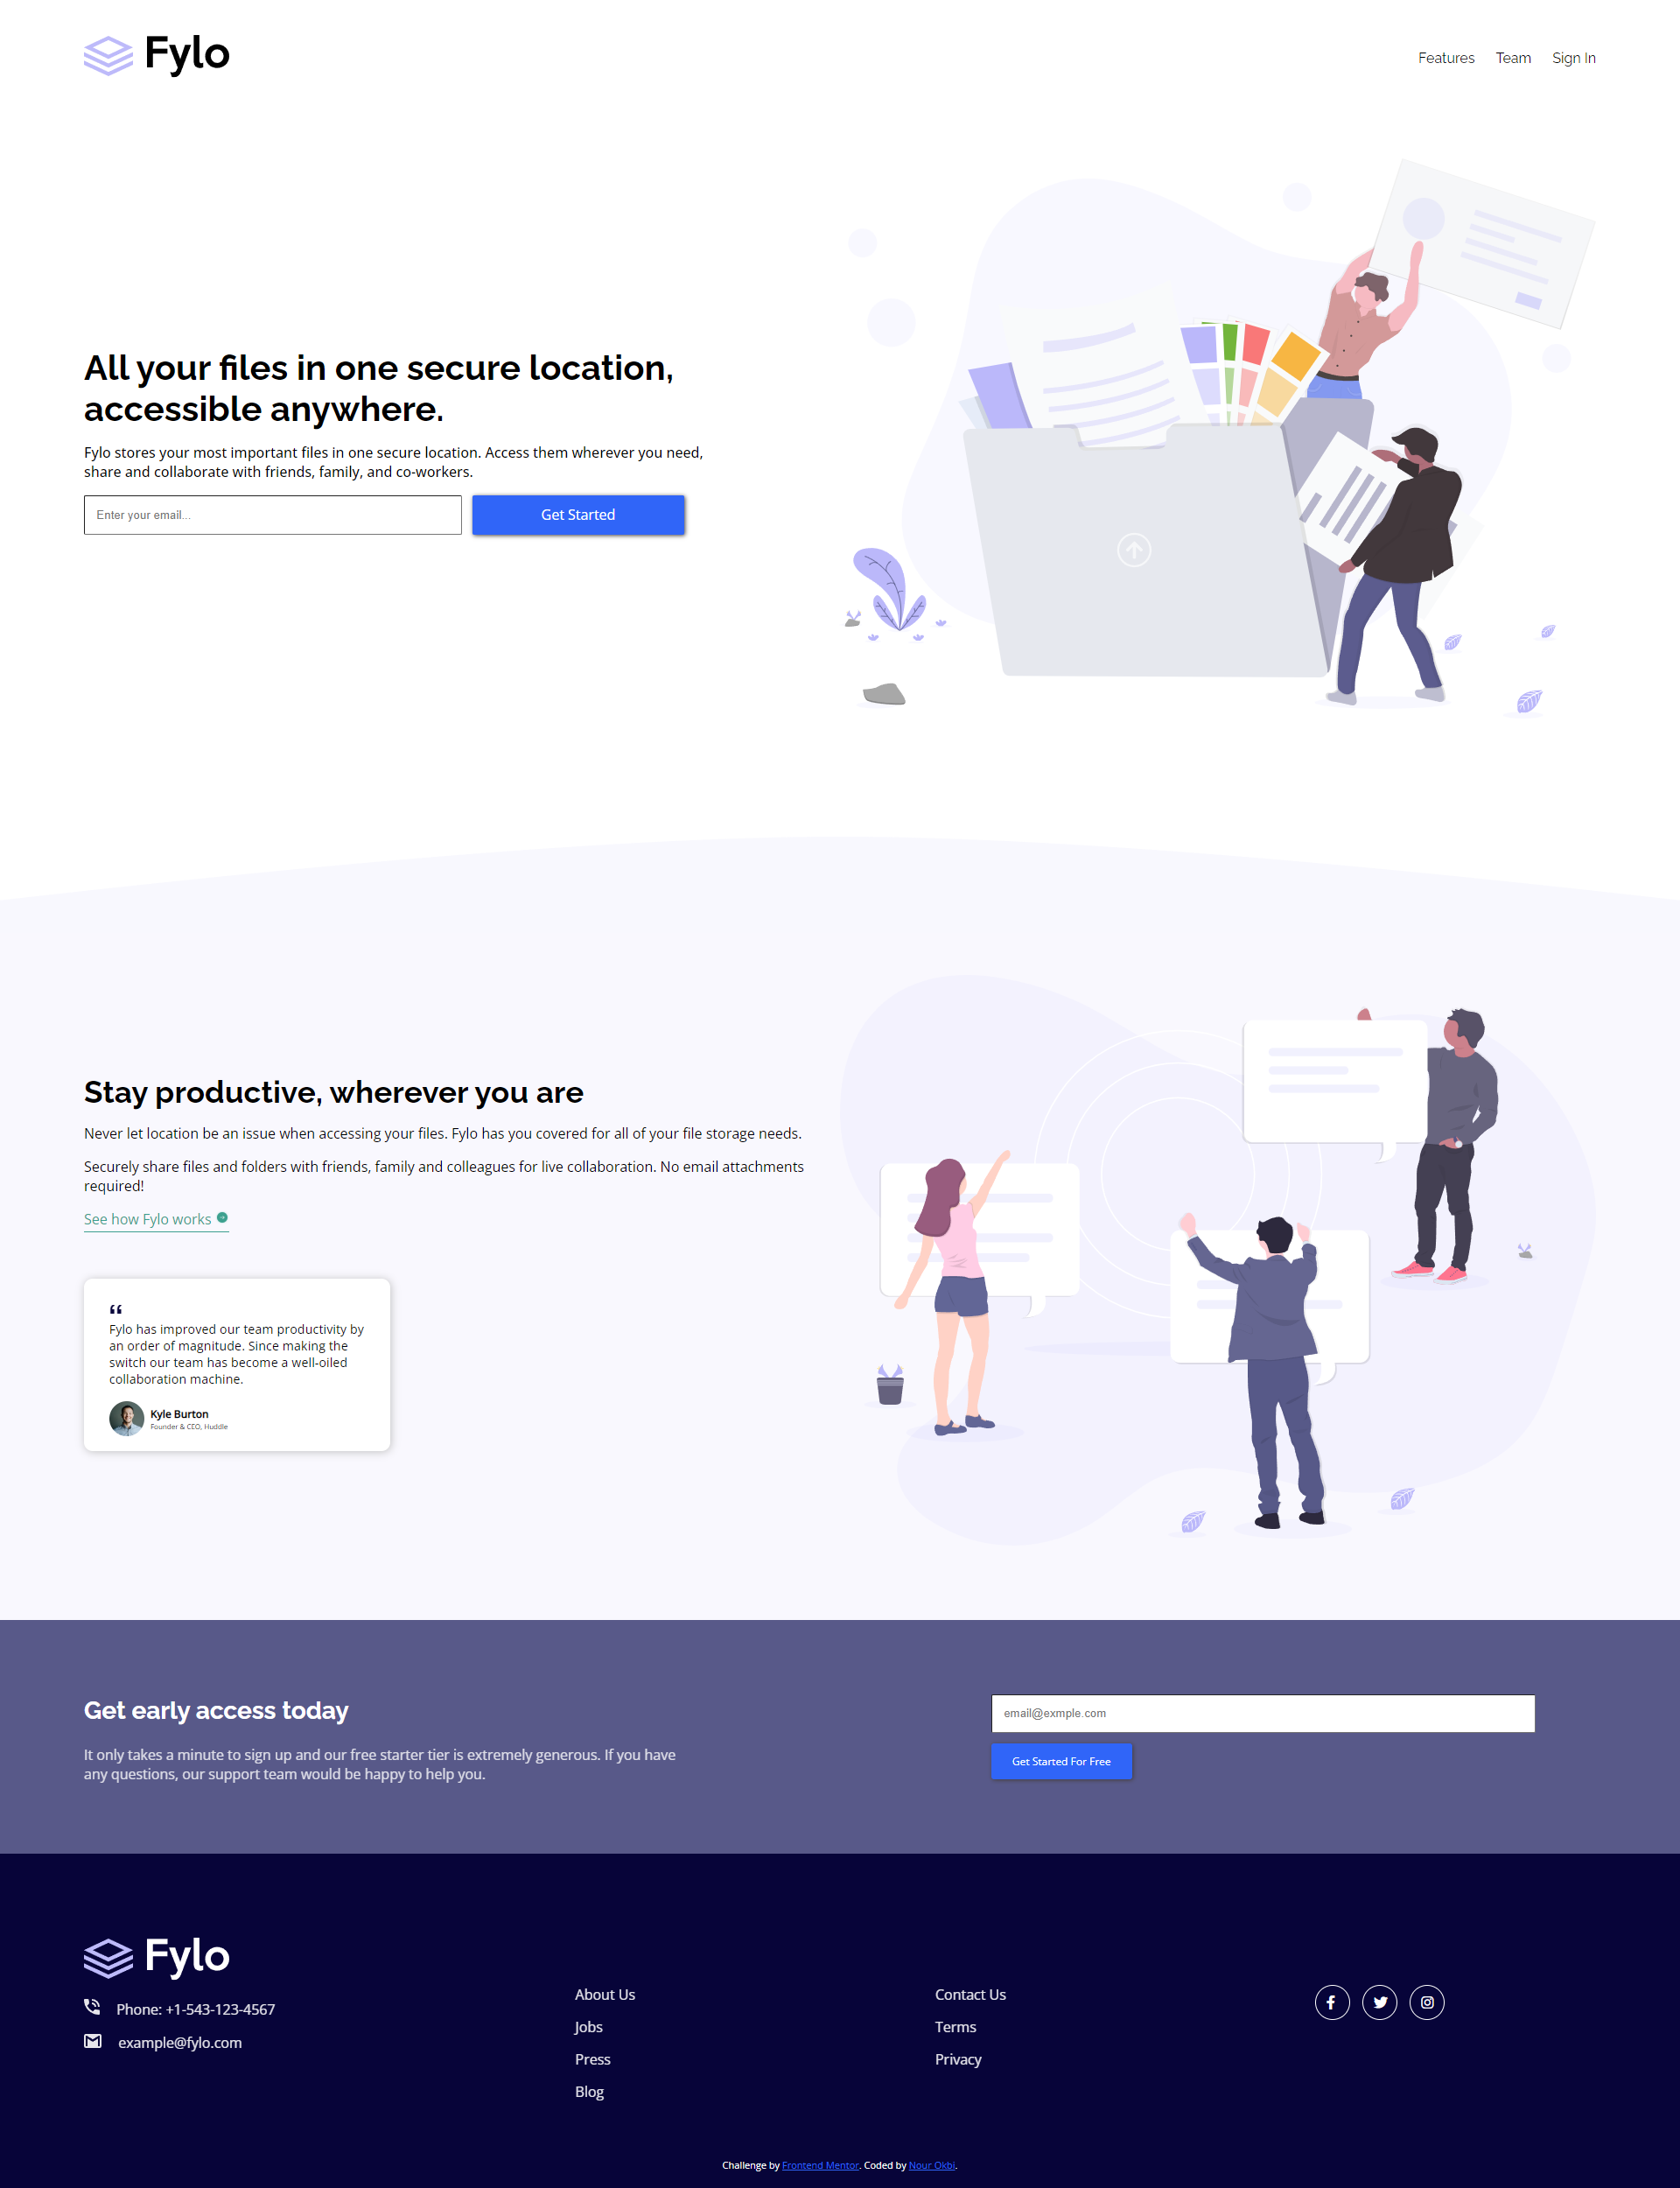 Fylo
Features Team Sign In
All your files in one secure location,
accessible anywhere.
Fylo stores your most important files in one secure location. Access them wherever you need,
share and collaborate with friends, family, and co-workers.
Enter your email...
Get Started
Stay productive, wherever you are
Never let location be an issue when accessing your files. Fylo has you covered for all of your file storage needs.
Securely share files and folders with friends, family and colleagues for live collaboration. No email attachments
required!
See how Fylo works
“
Fylo has improved our team productivity by
an order of magnitude. Since making the
switch our team has become a well-oiled
collaboration machine.
Kyle Burton
Founder & CEO, Huddle
Get early access today
It only takes a minute to sign up and our free starter tier is extremely generous. If you have
any questions, our support team would be happy to help you.
email@exmple.com
Get Started For Free
Fylo
Phone: +1-543-123-4567
example@fylo.com
About Us
Jobs
Press
Blog
Contact Us
Terms
Privacy
Challenge by Frontend Mentor. Coded by Nour Okbi.